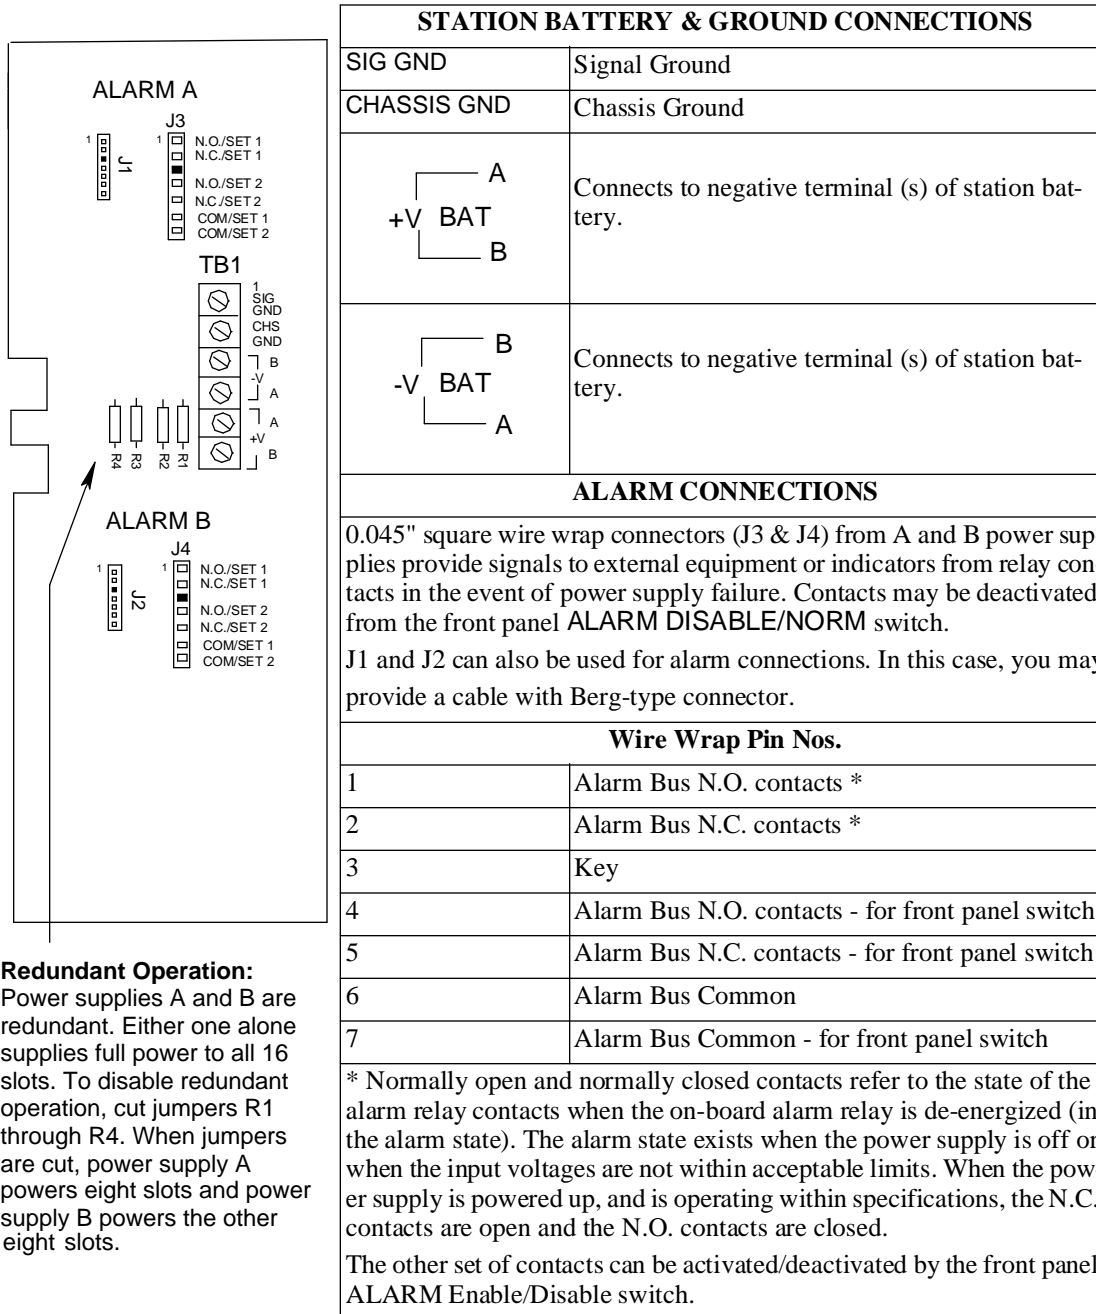 ALARM A
J3
1
J1
1
N.O./SET 1
N.C./SET 1
N.O./SET 2
N.C./SET 2
COM/SET 1
COM/SET 2
TB1
1
SIG
GND
CHS
GND
B
-V
A
A
+V
B
R4
R3
R2
R1
ALARM B
J4
1
J2
1
N.O./SET 1
N.C./SET 1
N.O./SET 2
N.C./SET 2
COM/SET 1
COM/SET 2
Redundant Operation:
Power supplies A and B are
redundant. Either one alone
supplies full power to all 16
slots. To disable redundant
operation, cut jumpers R1
through R4. When jumpers
are cut, power supply A
powers eight slots and power
supply B powers the other
eight slots.
STATION BATTERY & GROUND CONNECTIONS
SIG GND Signal Ground
CHASSIS GND Chassis Ground
A
+V BAT
B
Connects to negative terminal (s) of station bat-
tery.
B
-V BAT
A
Connects to negative terminal (s) of station bat-
tery.
ALARM CONNECTIONS
0.045" square wire wrap connectors (J3 & J4) from A and B power sup
plies provide signals to external equipment or indicators from relay con
tacts in the event of power supply failure. Contacts may be deactivated
from the front panel ALARM DISABLE/NORM switch.
J1 and J2 can also be used for alarm connections. In this case, you may
provide a cable with Berg-type connector.
Wire Wrap Pin Nos.
1 Alarm Bus N.O. contacts *
2 Alarm Bus N.C. contacts *
3 Key
4 Alarm Bus N.O. contacts - for front panel switch
5 Alarm Bus N.C. contacts - for front panel switch
6 Alarm Bus Common
7 Alarm Bus Common - for front panel switch
* Normally open and normally closed contacts refer to the state of the
alarm relay contacts when the on-board alarm relay is de-energized (in
the alarm state). The alarm state exists when the power supply is off or
when the input voltages are not within acceptable limits. When the pow
er supply is powered up, and is operating within specifications, the N.C.
contacts are open and the N.O. contacts are closed.
The other set of contacts can be activated/deactivated by the front panel
ALARM Enable/Disable switch.